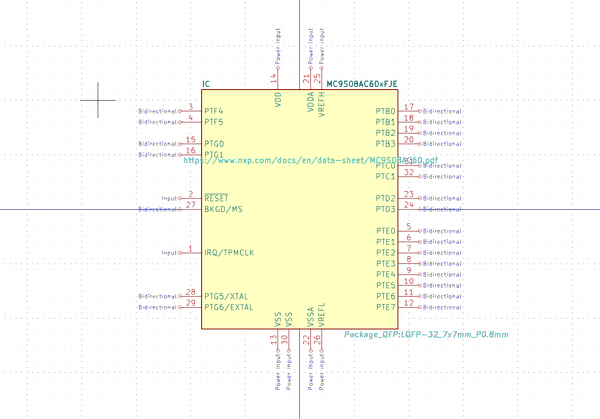 Power input
Power input
Power input
14
21
25
IC
MC9S08AC60xFJE
VDD
VDDA
VREFH
Bidirectional 3 PTF4
Bidirectional 4 PTF5
Bidirectional 15 PTG0
Bidirectional 16 PTG1
https://www.nxp.com/docs/en/data-sheet/MC9S08AC60.pdf
Input 2 RESET
Bidirectional 27 BKGD/MS
Input 1 IRQ/TPMCLK
Bidirectional 28 PTG5/XTAL
Bidirectional 29 PTG6/EXTAL
PTB0 17 Bidirectional
PTB1 18 Bidirectional
PTB2 19 Bidirectional
PTB3 20 Bidirectional
PTC0 31 Bidirectional
PTC1 32 Bidirectional
PTD2 23 Bidirectional
PTD3 24 Bidirectional
PTE0 5 Bidirectional
PTE1 6 Bidirectional
PTE2 7 Bidirectional
PTE3 8 Bidirectional
PTE4 9 Bidirectional
PTE5 10 Bidirectional
PTE6 11 Bidirectional
PTE7 12 Bidirectional
VSS
VSS
VSSA
VREFL
13
30
22
26
Power input
Power input
Power input
Power input
Package_QFP:LQFP-32_7x7mm_P0.8mm